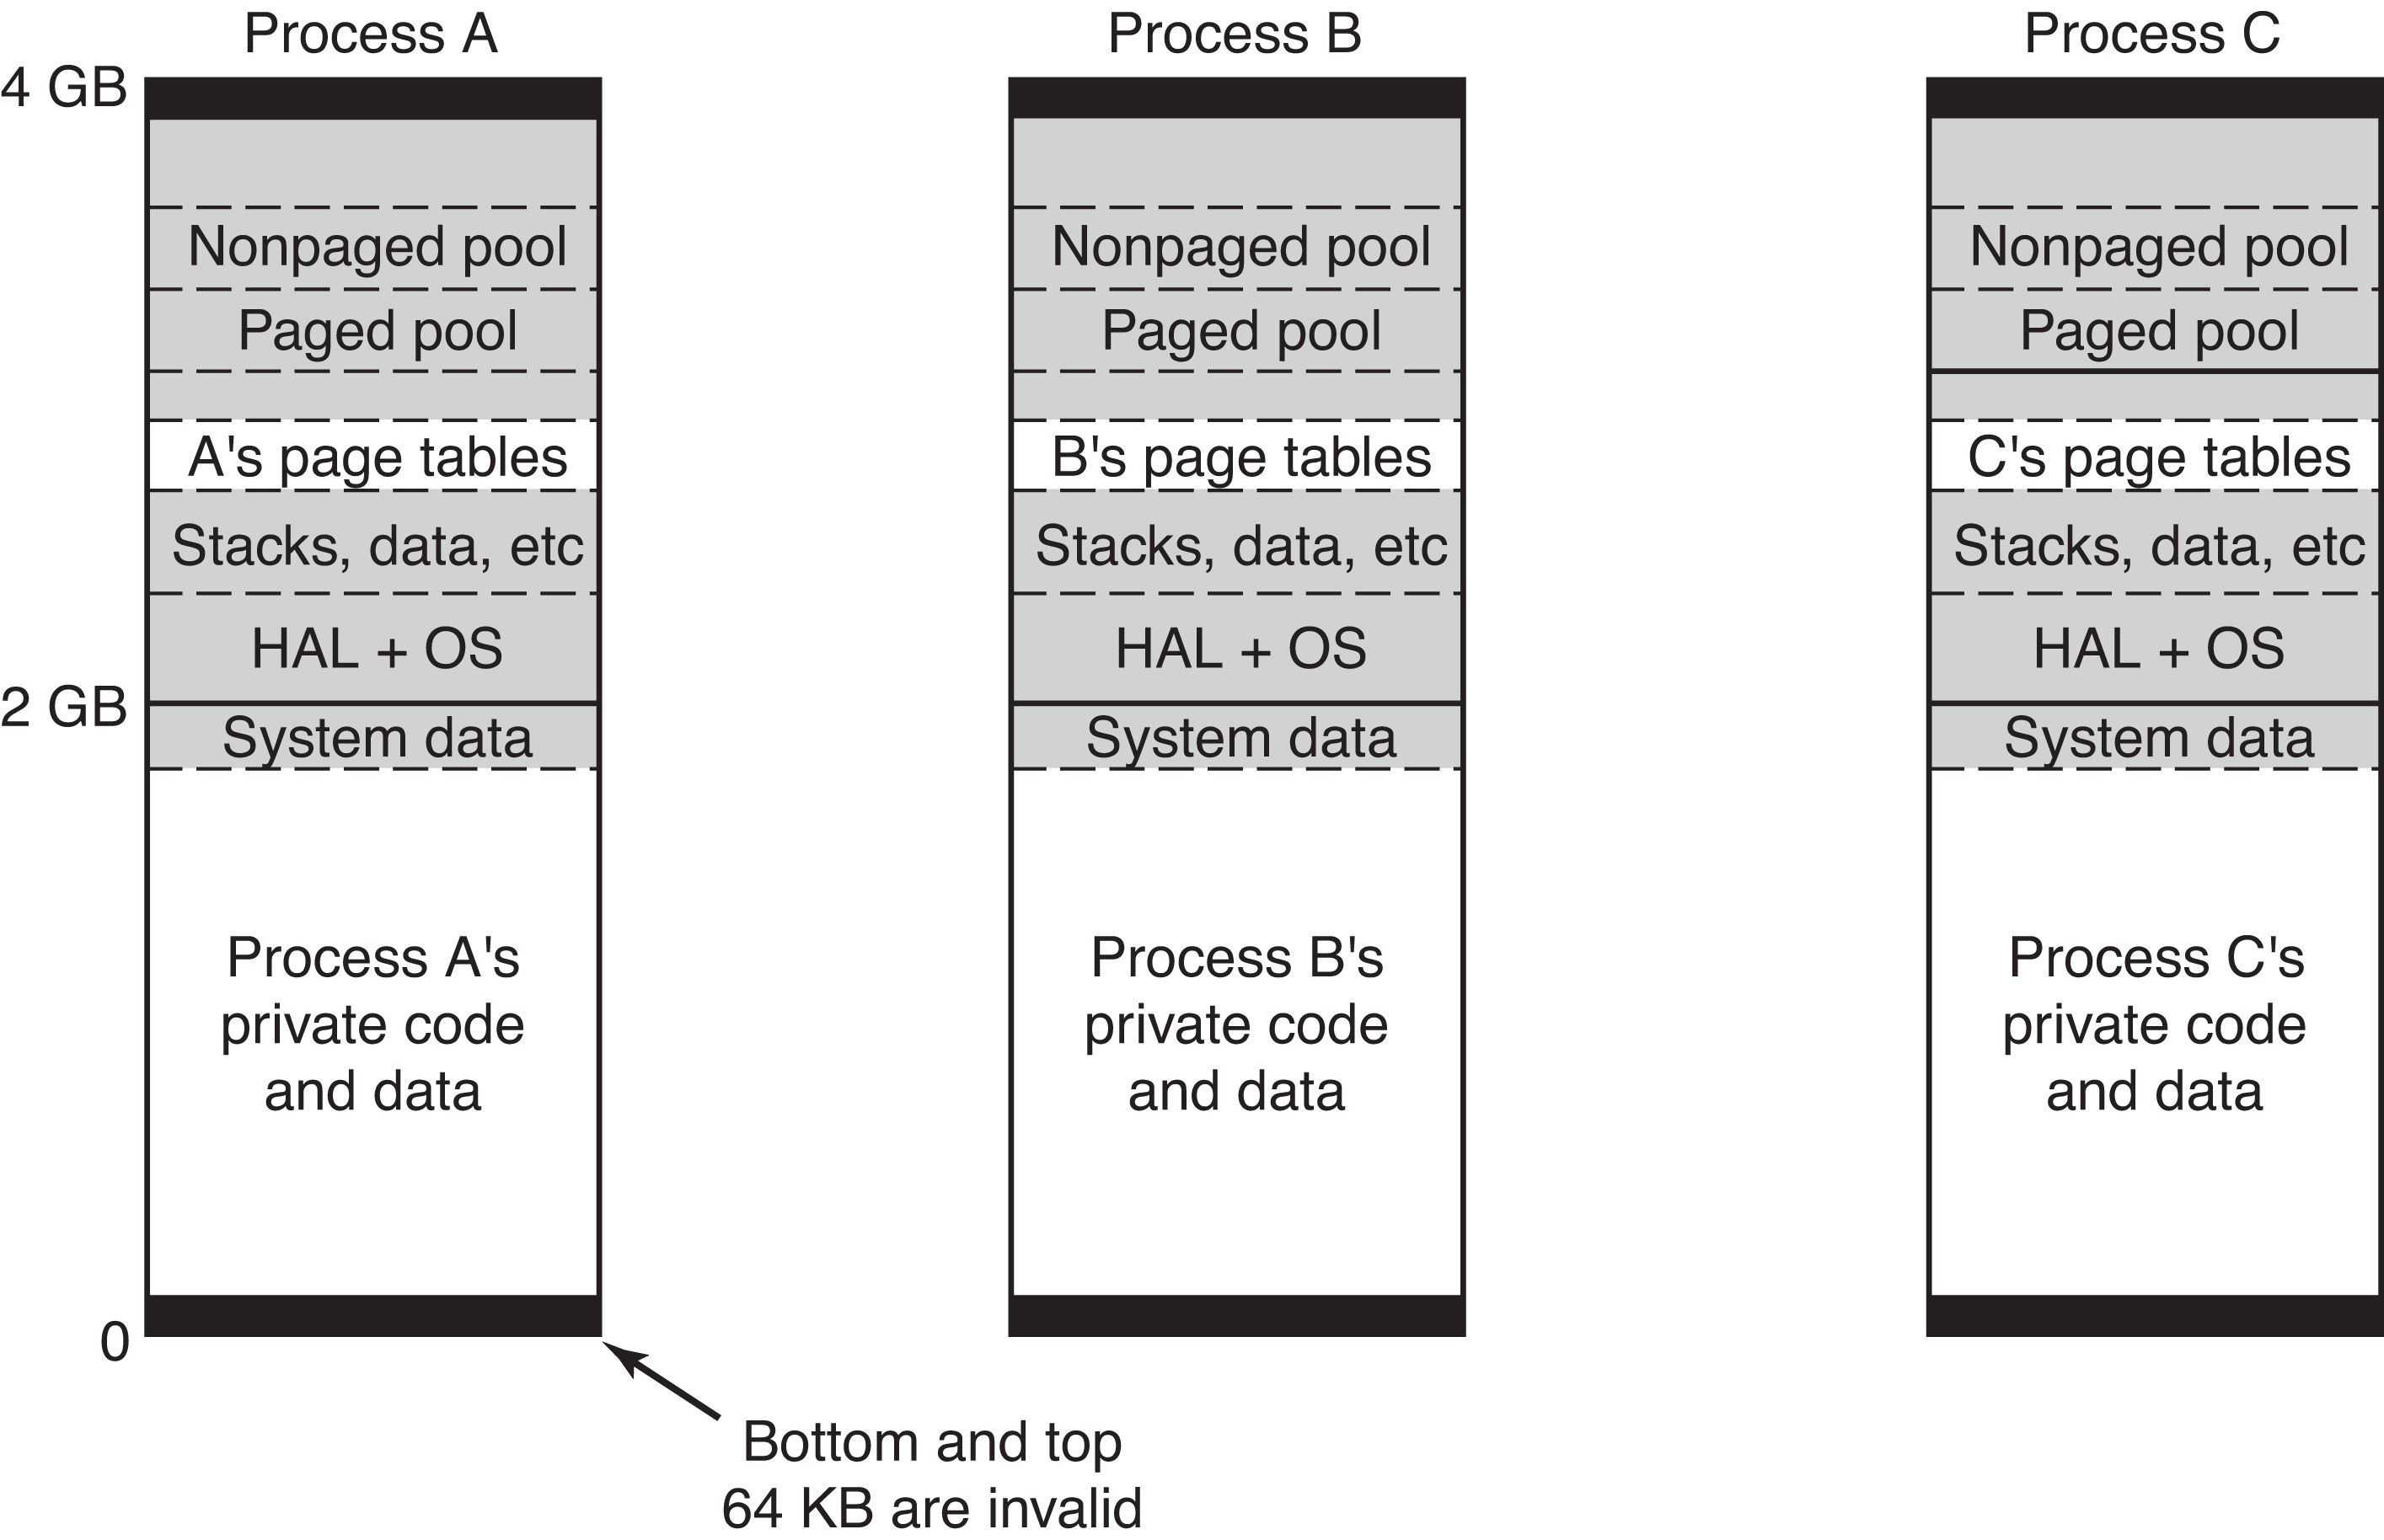 Process A
Process B
Process C
4 GB
Nonpaged pool
Nonpaged pool
Nonpaged pool
Paged pool
Paged pool
Paged pool
A's page tables
B's page tables
C's page tables
Stacks, data, etc
Stacks, data, etc
Stacks, data, etc
HAL + OS
HAL + OS
HAL + OS
2 GB
System data
System data
System data
Process A's
private code
and data
Process B's
private code
and data
Process C's
private code
and data
0
Bottom and top
64 KB are invalid